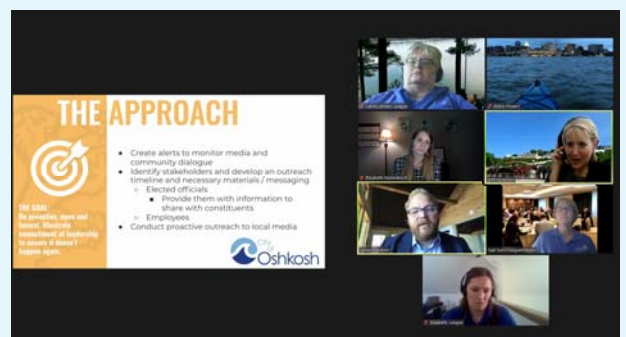 THE APPROACH
● Create alerts to monitor media and
community dialogue
● Identify stakeholders and develop an outreach
timeline and necessary materials / messaging
○ Elected officials
■ Provide them with information to
share with constituents
○ Employees
● Conduct proactive outreach to local media
THE GOAL:
Be proactive, open and
honest. Illustrate
commitment of leadership
to ensure it doesn't
happen again.
City of
Oshkosh
Elizabeth, League